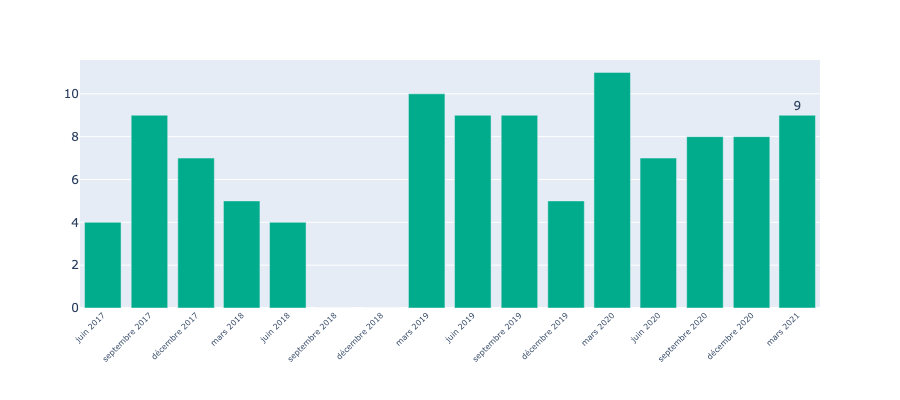 10
8
6
4
2
0
9
juin 2017
septembre 2017
décembre 2017
mars 2018
juin 2018
septembre 2018
décembre 2018
mars 2019
juin 2019
septembre 2019
décembre 2019
mars 2020
juin 2020
septembre 2020
décembre 2020
mars 2021